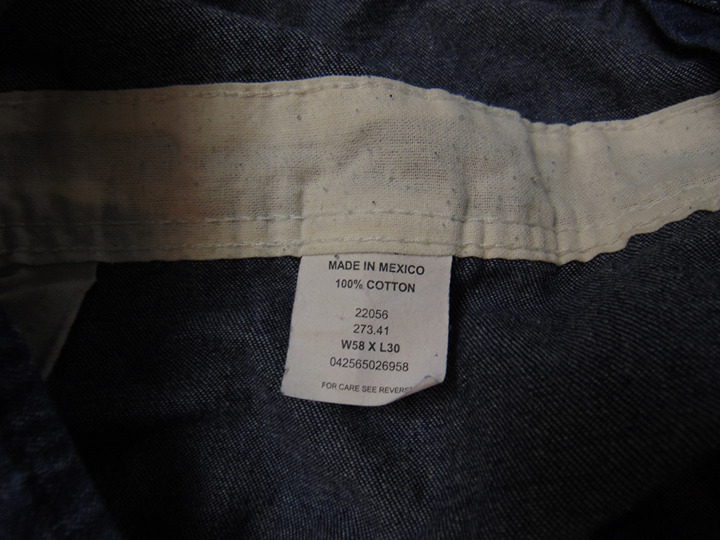 MADE IN MEXICO
100% COTTON
22056
273.41
W58 X L30
042565026958
FOR CARE SEE REVERSE